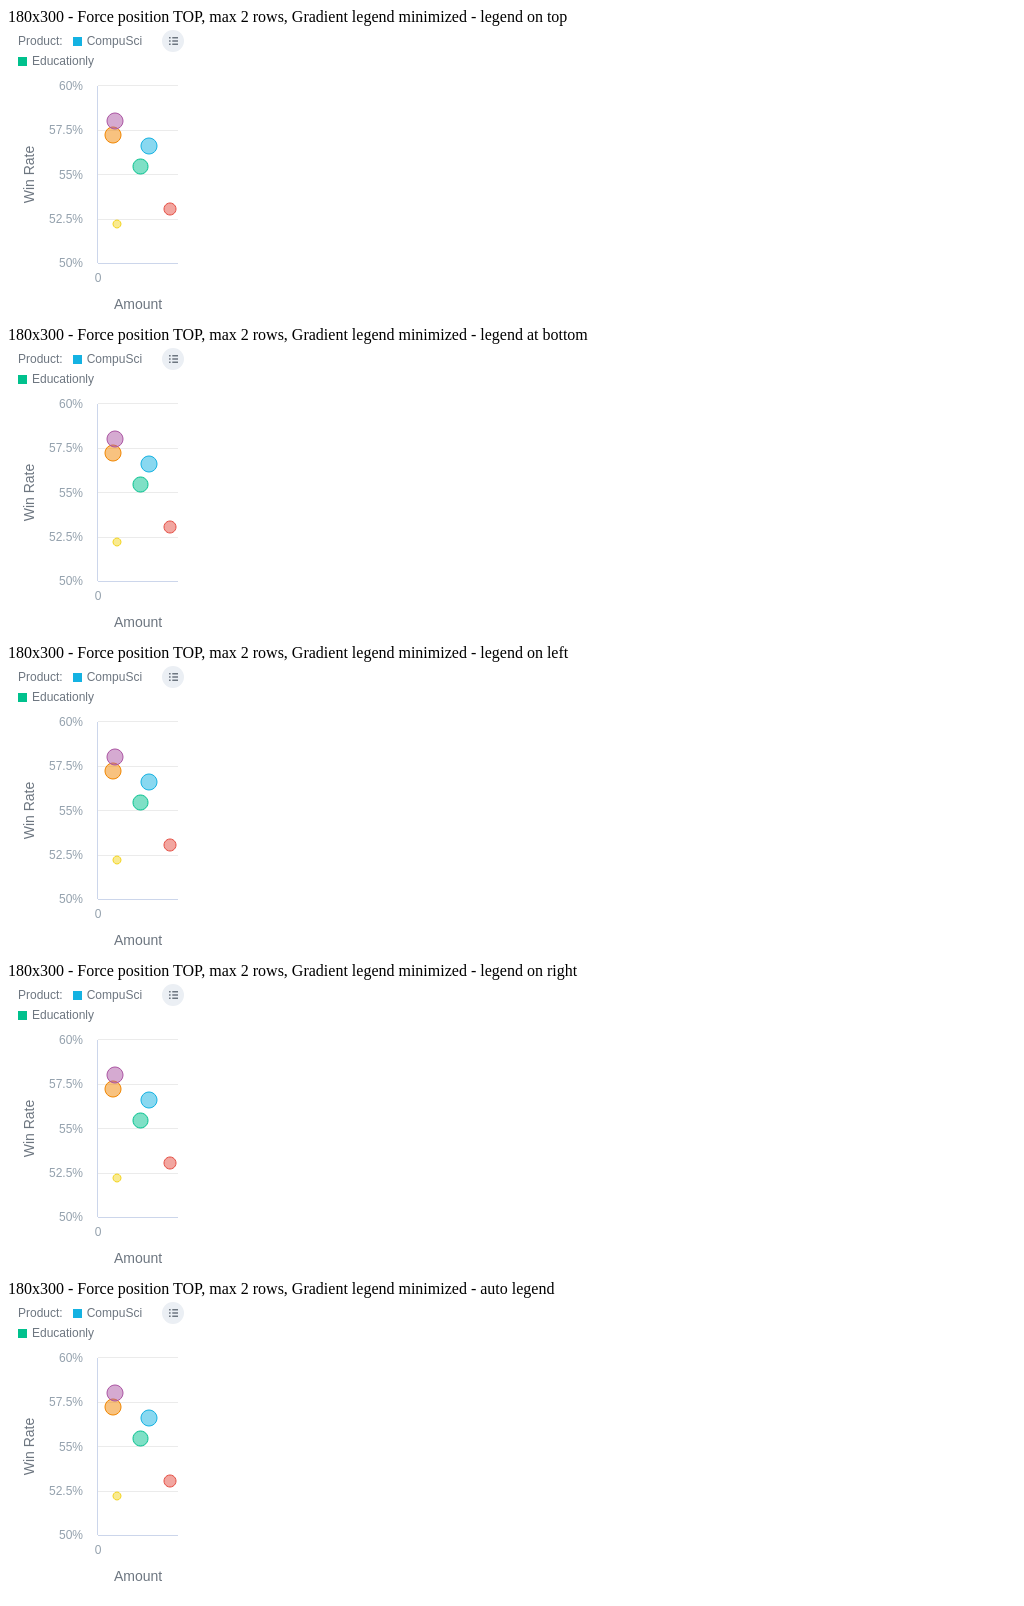 180x300 - Force position TOP, max 2 rows, Gradient legend - legend on top
Product: CompuSci
Educationly
60%
57.5%
55%
52.5%
50%
Win Rate
0
Amount
180x300 - Force position TOP, max 2 rows, Gradient legend minimized - legend at bottom
Product: CompuSci
Educationly
60%
57.5%
55%
52.5%
50%
Win Rate
0
Amount
180x300 - Force position TOP, max 2 rows, Gradient legend minimized - legend on left
Product: CompuSci
Educationly
60%
57.5%
55%
52.5%
50%
Win Rate
0
Amount
180x300 - Force position TOP, max 2 rows, Gradient legend minimized - legend on right
Product: CompuSci
Educationly
60%
57.5%
55%
52.5%
50%
Win Rate
0
Amount
180x300 - Force position TOP, max 2 rows, Gradient legend minimized - auto legend
Product: CompuSci
Educationly
60%
57.5%
55%
52.5%
50%
Win Rate
0
Amount